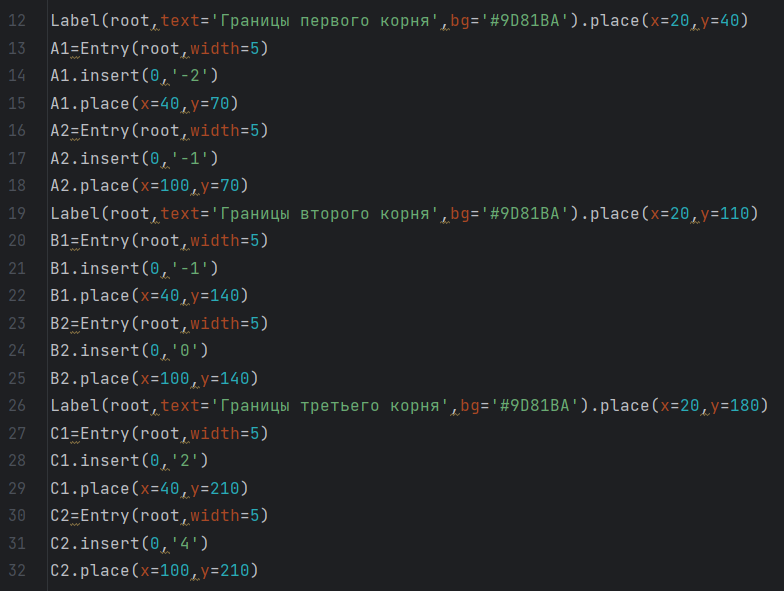 12 Label(root,text='Границы первого корня',bg='#9D81BA').place(x=20,y=40)
13 A1=Entry(root,width=5)
14 A1.insert(0,'-2')
15 A1.place(x=40,y=70)
16 A2=Entry(root,width=5)
17 A2.insert(0,'-1')
18 A2.place(x=100,y=70)
19 Label(root,text='Границы второго корня',bg='#9D81BA').place(x=20,y=110)
20 B1=Entry(root,width=5)
21 B1.insert(0,'-1')
22 B1.place(x=40,y=140)
23 B2=Entry(root,width=5)
24 B2.insert(0,'0')
25 B2.place(x=100,y=140)
26 Label(root,text='Границы третьего корня',bg='#9D81BA').place(x=20,y=180)
27 C1=Entry(root,width=5)
28 C1.insert(0,'2')
29 C1.place(x=40,y=210)
30 C2=Entry(root,width=5)
31 C2.insert(0,'4')
32 C2.place(x=100,y=210)